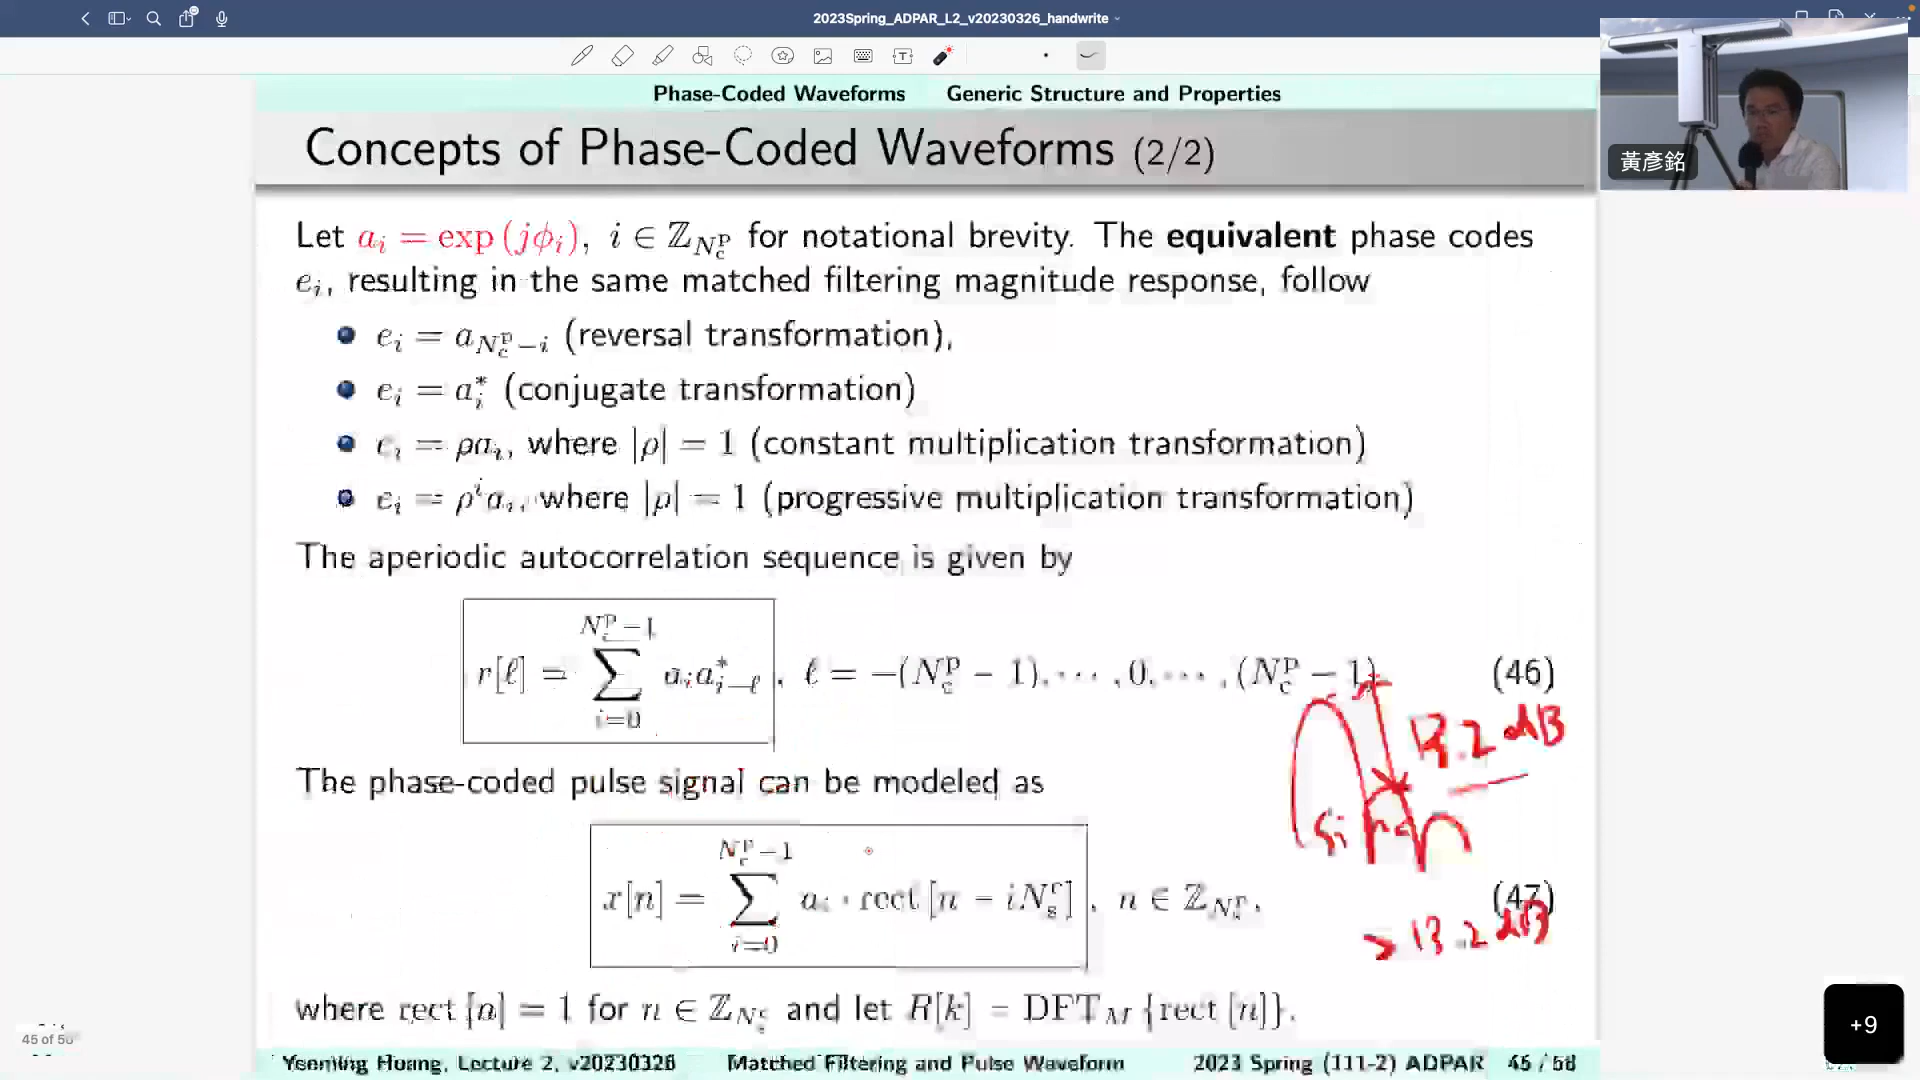 2023Spring_ADPAR_L2_v20230326_handwrite
Phase-Coded Waveforms Generic Structure and Properties
Concepts of Phase-Coded Waveforms (2/2)
黃彥銘
Let a_i = exp (jϕ_i), i ∈ ℤ_{N_c^p} for notational brevity. The equivalent phase codes
e_i, resulting in the same matched filtering magnitude response, follow
e_i = a_{N_c^p−i} (reversal transformation),
e_i = a_i^* (conjugate transformation)
e_i = ρa_i, where |ρ| = 1 (constant multiplication transformation)
e_i = ρ^i a_i, where |ρ| = 1 (progressive multiplication transformation)
The aperiodic autocorrelation sequence is given by
r[ℓ] = ∑_{i=0}^{N_c^p−1} a_i a^*_{i−ℓ}, ℓ = −(N_c^p − 1), ⋯ , 0, ⋯ , (N_c^p − 1) (46)
13.2 dB
The phase-coded pulse signal can be modeled as
sinc
x[n] = ∑_{i=0}^{N_c^p−1} a_i · rect [n − iN_s^c], n ∈ ℤ_{N_s^p}, (47)
> 13.2 dB
where rect [n] = 1 for n ∈ ℤ_{N_s^c} and let R[k] = DFT_M {rect [n]}.
+9
45 of 56
Yenming Huang, Lecture 2, v20230326 Matched Filtering and Pulse Waveform 2023 Spring (111-2) ADPAR 45 / 56